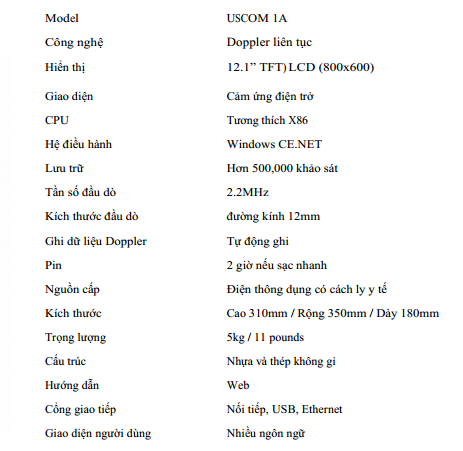 Model USCOM 1A
Công nghệ Doppler liên tục
Hiển thị 12.1” TFT) LCD (800x600)
Giao diện Cảm ứng điện trở
CPU Tương thích X86
Hệ điều hành Windows CE.NET
Lưu trữ Hơn 500,000 khảo sát
Tần số đầu dò 2.2MHz
Kích thước đầu dò đường kính 12mm
Ghi dữ liệu Doppler Tự động ghi
Pin 2 giờ nếu sạc nhanh
Nguồn cấp Điện thông dụng có cách ly y tế
Kích thước Cao 310mm / Rộng 350mm / Dày 180mm
Trọng lượng 5kg / 11 pounds
Cấu trúc Nhựa và thép không gỉ
Hướng dẫn Web
Cổng giao tiếp Nối tiếp, USB, Ethernet
Giao diện người dùng Nhiều ngôn ngữ